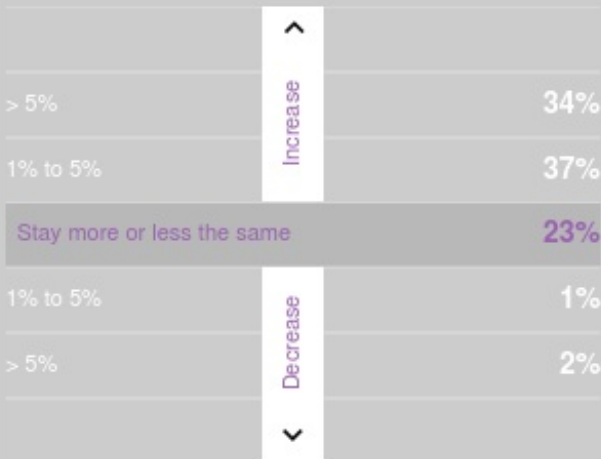 > 5% 34%
Increase
1% to 5% 37%
Stay more or less the same 23%
1% to 5% 1%
Decrease
> 5% 2%